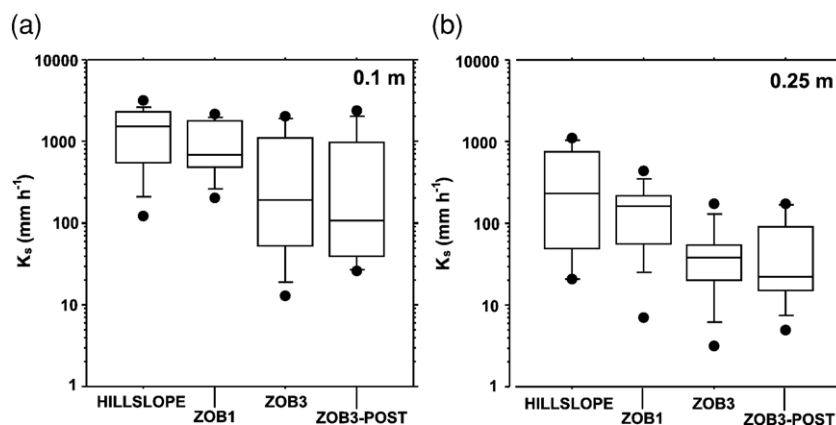 (a)
0.1 m
10000
1000
100
10
1
Ks (mm h-1)
HILLSLOPE
ZOB1
ZOB3
ZOB3-POST
(b)
0.25 m
10000
1000
100
10
1
Ks (mm h-1)
HILLSLOPE
ZOB1
ZOB3
ZOB3-POST